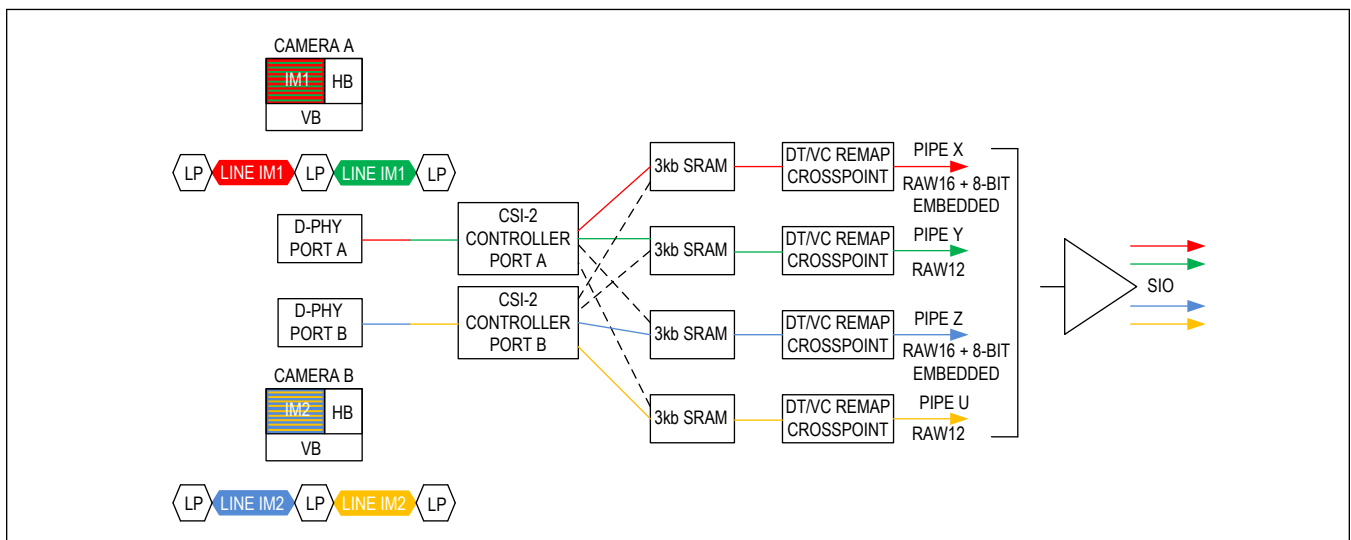 CAMERA A
IM1
HB
VB
LP
LINE IM1
LP
LINE IM1
LP
D-PHY
PORT A
CSI-2
CONTROLLER
PORT A
D-PHY
PORT B
CSI-2
CONTROLLER
PORT B
CAMERA B
IM2
HB
VB
LP
LINE IM2
LP
LINE IM2
LP
3kb SRAM
DT/VC REMAP
CROSSPOINT
PIPE X
RAW16 + 8-BIT
EMBEDDED
3kb SRAM
DT/VC REMAP
CROSSPOINT
PIPE Y
RAW12
3kb SRAM
DT/VC REMAP
CROSSPOINT
PIPE Z
RAW16 + 8-BIT
EMBEDDED
3kb SRAM
DT/VC REMAP
CROSSPOINT
PIPE U
RAW12
SIO